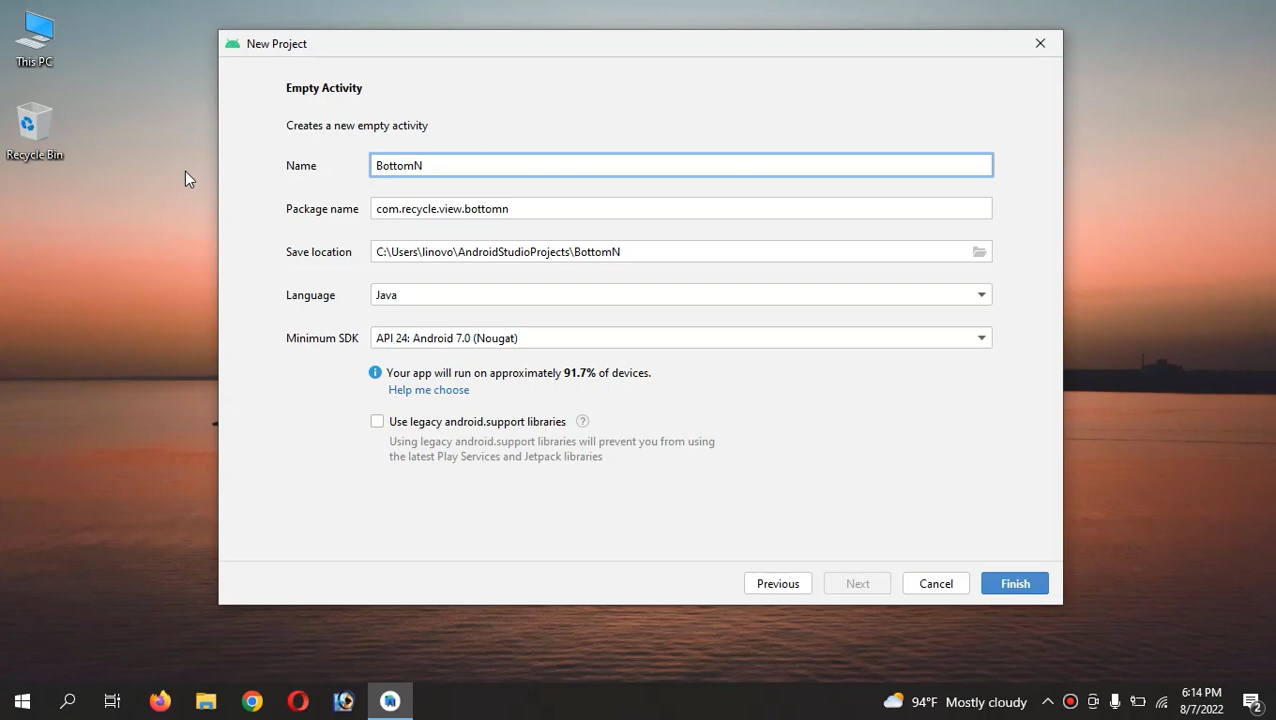 This PC
Recycle Bin
New Project
Empty Activity
Creates a new empty activity
Name BottomN
Package name com.recycle.view.bottomn
Save location C:\Users\linovo\AndroidStudioProjects\BottomN
Language Java
Minimum SDK API 24: Android 7.0 (Nougat)
Your app will run on approximately 91.7% of devices.
Help me choose
Use legacy android.support libraries ?
Using legacy android.support libraries will prevent you from using
the latest Play Services and Jetpack libraries
Previous Next Cancel Finish
94°F Mostly cloudy
6:14 PM
8/7/2022
2